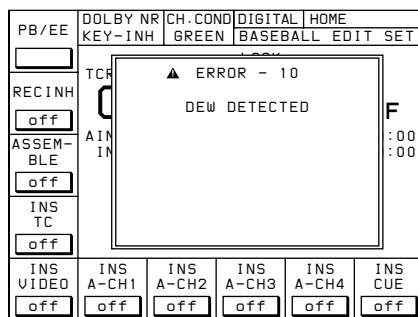 PB/EE
DOLBY NR CH.COND DIGITAL HOME
KEY-INH GREEN BASEBALL EDIT SET
TCR
⚠ ERROR - 10
DEW DETECTED
F
RECINH
off
AIN :00
IN :00
ASSEM-
BLE
off
INS
TC
off
INS INS INS INS INS INS
VIDEO A-CH1 A-CH2 A-CH3 A-CH4 CUE
off off off off off off